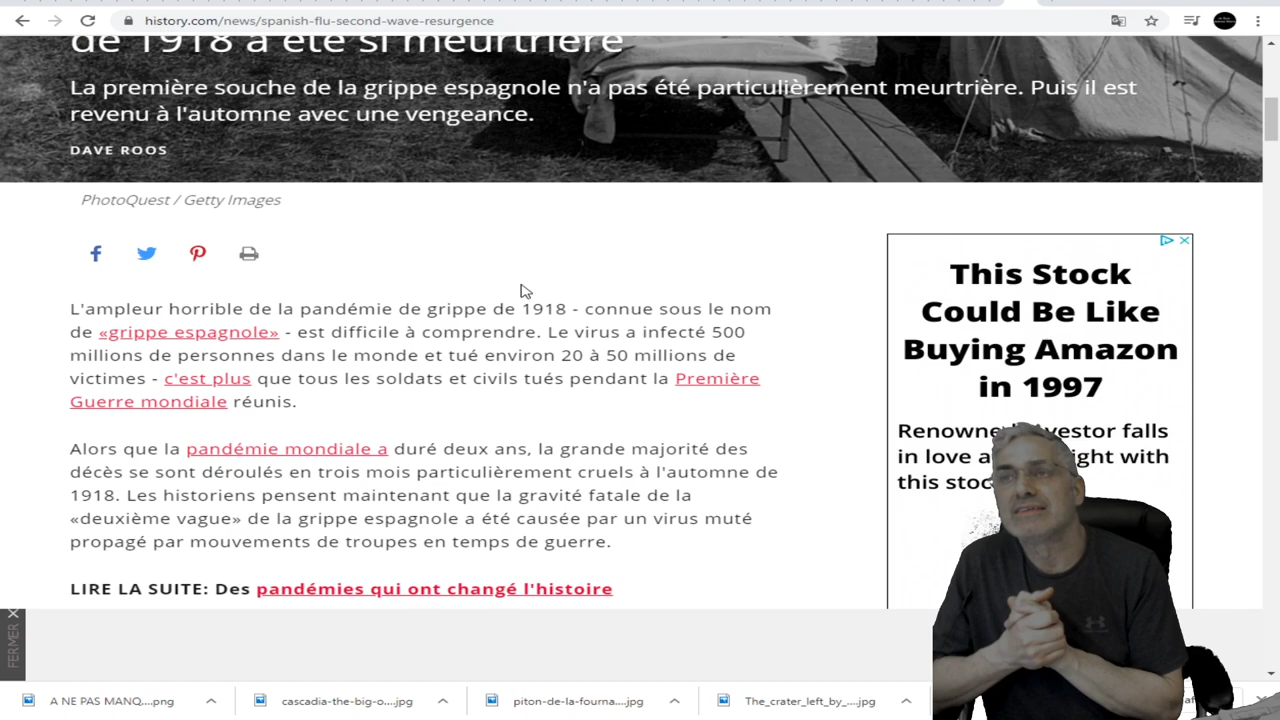 history.com/news/spanish-flu-second-wave-resurgence
de 1918 a été si meurtrière
La première souche de la grippe espagnole n'a pas été particulièrement meurtrière. Puis il est
revenu à l'automne avec une vengeance.
DAVE ROOS
PhotoQuest / Getty Images
L'ampleur horrible de la pandémie de grippe de 1918 - connue sous le nom
de «grippe espagnole» - est difficile à comprendre. Le virus a infecté 500
millions de personnes dans le monde et tué environ 20 à 50 millions de
victimes - c'est plus que tous les soldats et civils tués pendant la Première
Guerre mondiale réunis.
Alors que la pandémie mondiale a duré deux ans, la grande majorité des
décès se sont déroulés en trois mois particulièrement cruels à l'automne de
1918. Les historiens pensent maintenant que la gravité fatale de la
«deuxième vague» de la grippe espagnole a été causée par un virus muté
propagé par mouvements de troupes en temps de guerre.
LIRE LA SUITE: Des pandémies qui ont changé l'histoire
This Stock
Could Be Like
Buying Amazon
in 1997
Renowned investor falls
in love with
this
FERMER X
A NE PAS MANQ....png
cascadia-the-big-o....jpg
piton-de-la-fourna....jpg
The_crater_left_by_....jpg